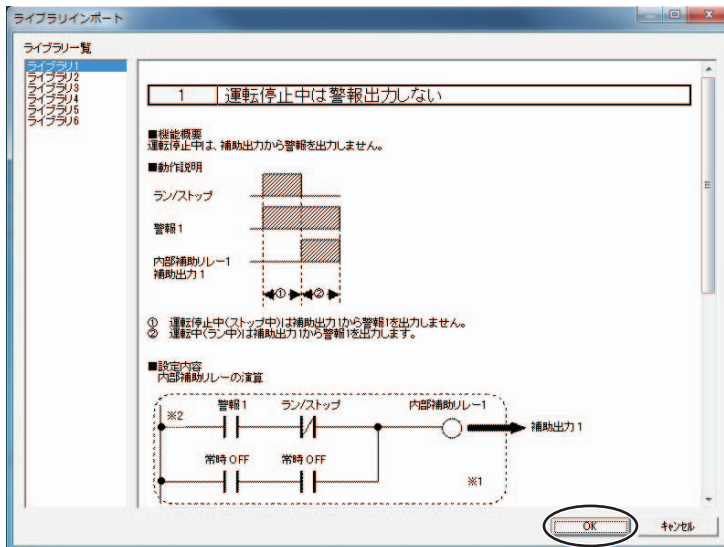 ライブラリインポート
ライブラリ一覧
ライブラリ1
ライブラリ2
ライブラリ3
ライブラリ4
ライブラリ5
ライブラリ6
1 運転停止中は警報出力しない
■機能概要
運転停止中は、補助出力から警報を出力しません。
■動作説明
ラン/ストップ
警報1
内部補助リレー1
補助出力1
① ②
① 運転停止中(ストップ中)は補助出力1から警報1を出力しません。
② 運転中(ラン中)は補助出力1から警報1を出力します。
■設定内容
内部補助リレーの演算
警報1 ラン/ストップ 内部補助リレー1
※2
補助出力1
常時OFF 常時OFF
※1
OK キャンセル